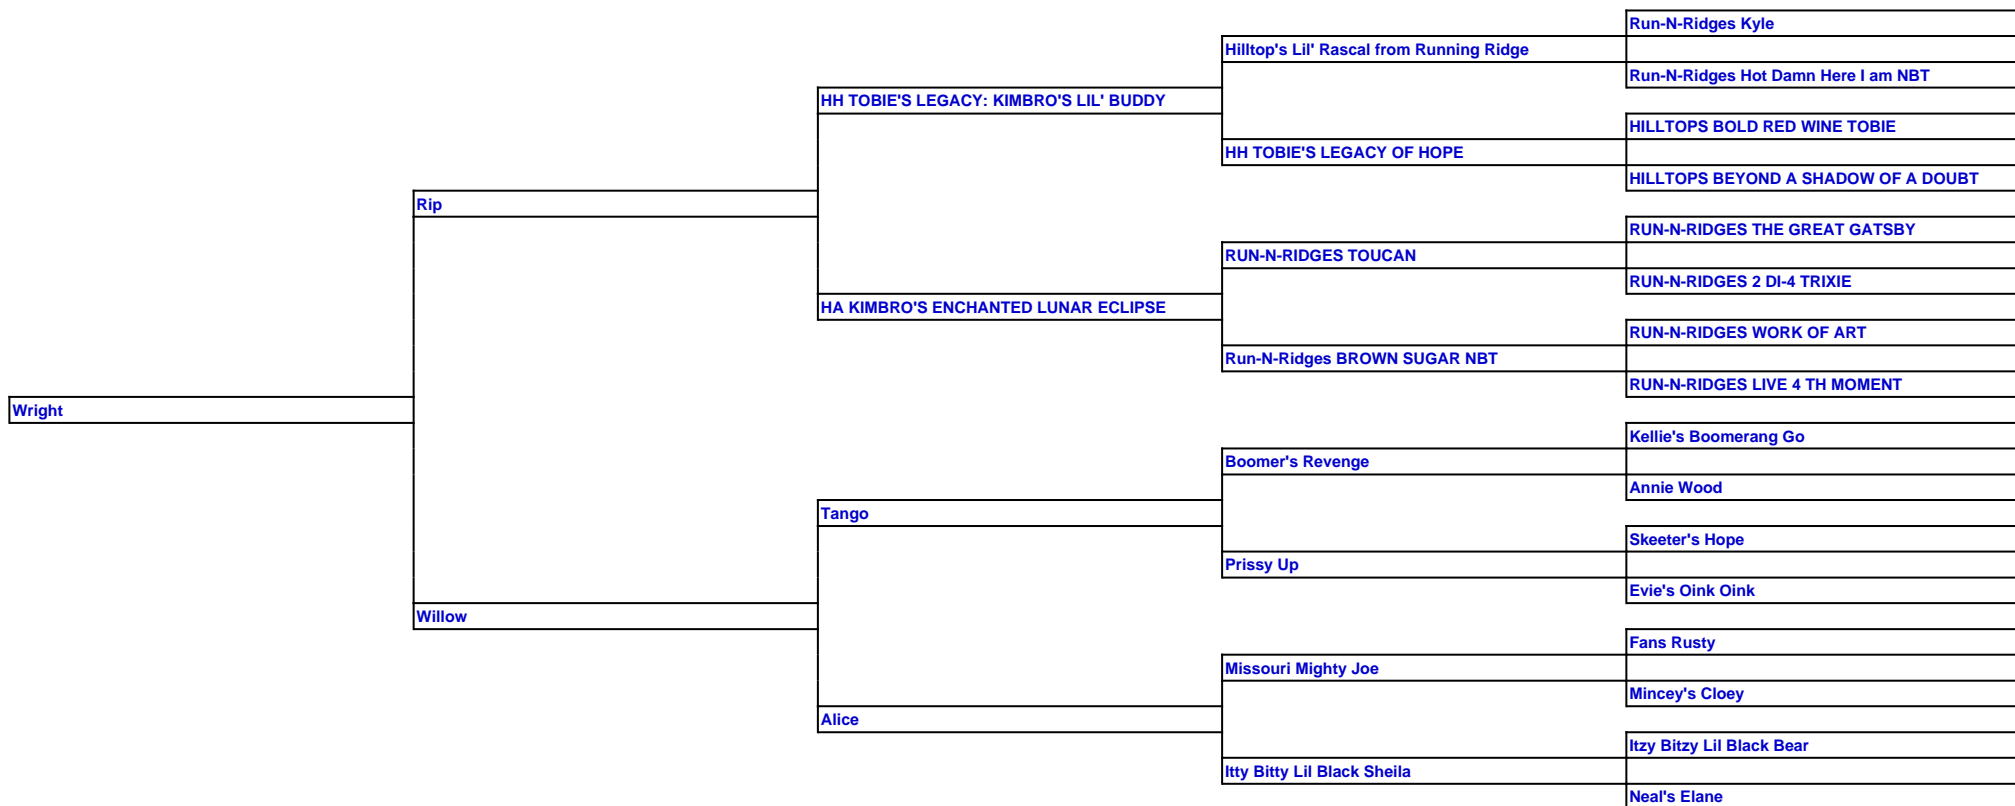 Run-N-Ridges Kyle
Hilltop's Lil' Rascal from Running Ridge
Run-N-Ridges Hot Damn Here I am NBT
HH TOBIE'S LEGACY: KIMBRO'S LIL' BUDDY
HILLTOPS BOLD RED WINE TOBIE
HH TOBIE'S LEGACY OF HOPE
HILLTOPS BEYOND A SHADOW OF A DOUBT
Rip
RUN-N-RIDGES THE GREAT GATSBY
RUN-N-RIDGES TOUCAN
RUN-N-RIDGES 2 DI-4 TRIXIE
HA KIMBRO'S ENCHANTED LUNAR ECLIPSE
RUN-N-RIDGES WORK OF ART
Run-N-Ridges BROWN SUGAR NBT
RUN-N-RIDGES LIVE 4 TH MOMENT
Wright
Kellie's Boomerang Go
Boomer's Revenge
Annie Wood
Tango
Skeeter's Hope
Prissy Up
Evie's Oink Oink
Willow
Fans Rusty
Missouri Mighty Joe
Mincey's Cloey
Alice
Itzy Bitzy Lil Black Bear
Itty Bitty Lil Black Sheila
Neal's Elane